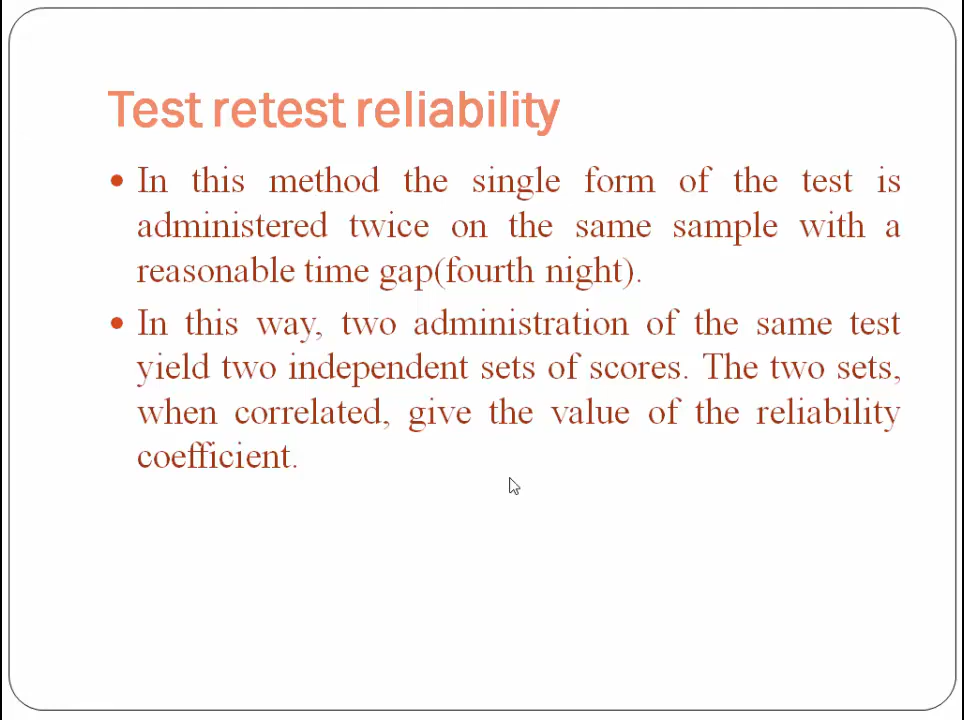 Test retest reliability
• In this method the single form of the test is
administered twice on the same sample with a
reasonable time gap(fourth night).
• In this way, two administration of the same test
yield two independent sets of scores. The two sets,
when correlated, give the value of the reliability
coefficient.